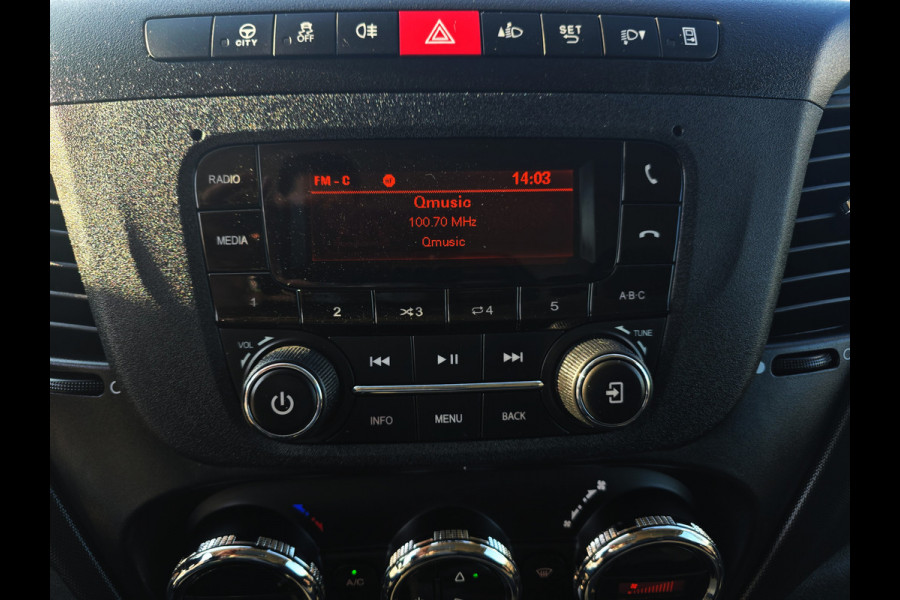 CITY OFF SET
RADIO FM-C 14:03
Qmusic
100.70 MHz
MEDIA Qmusic
1 2 3 4 5 A·B·C
VOL TUNE
INFO MENU BACK
A/C